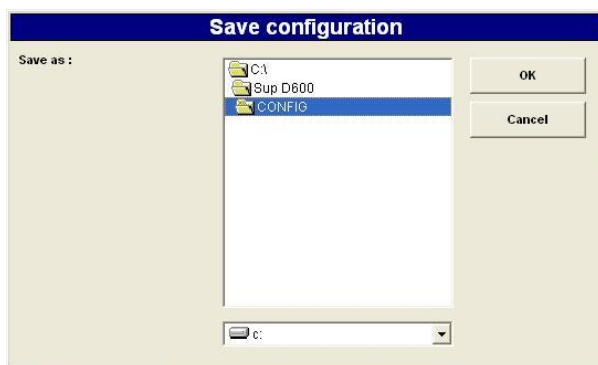 Save configuration
Save as :
C:\
Sup D600
CONFIG
OK
Cancel
c: